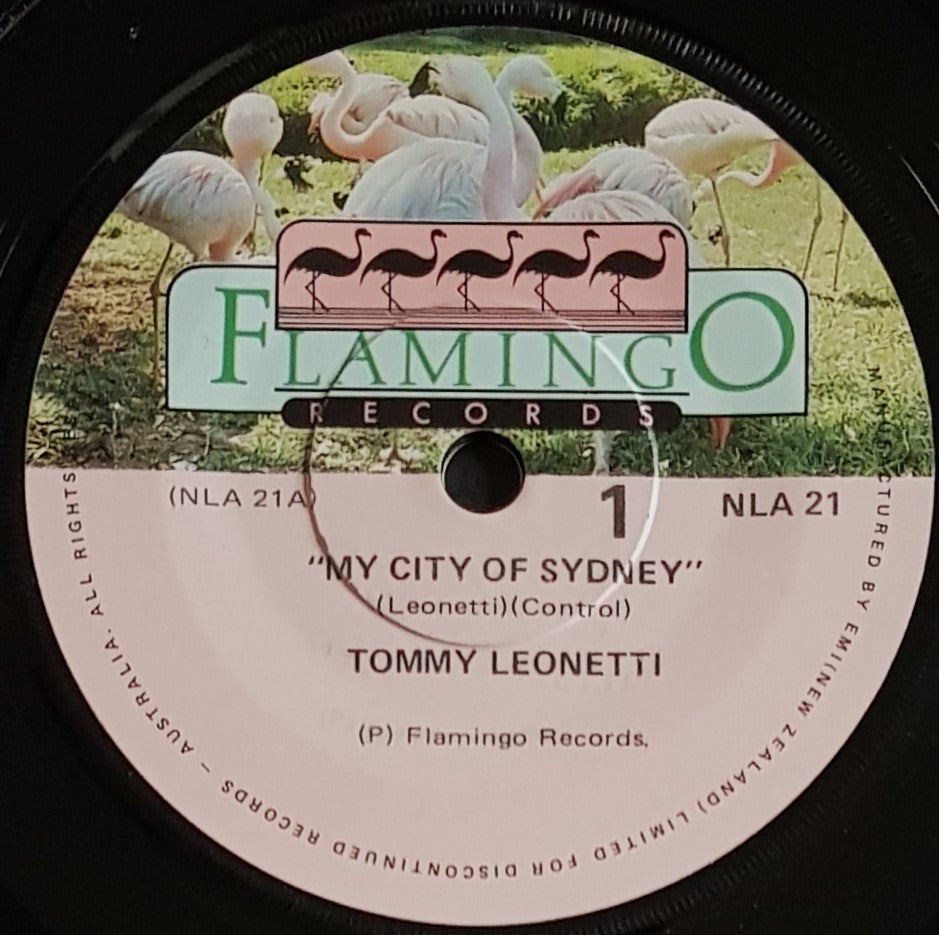 FLAMINGO
RECORDS
(NLA 21A)
1
NLA 21
"MY CITY OF SYDNEY"
(Leonetti)(Control)
TOMMY LEONETTI
(P) Flamingo Records.
MANUFACTURED BY EMI(NEW ZEALAND) LIMITED FOR DISCONTINUED RECORDS – AUSTRALIA. ALL RIGHTS